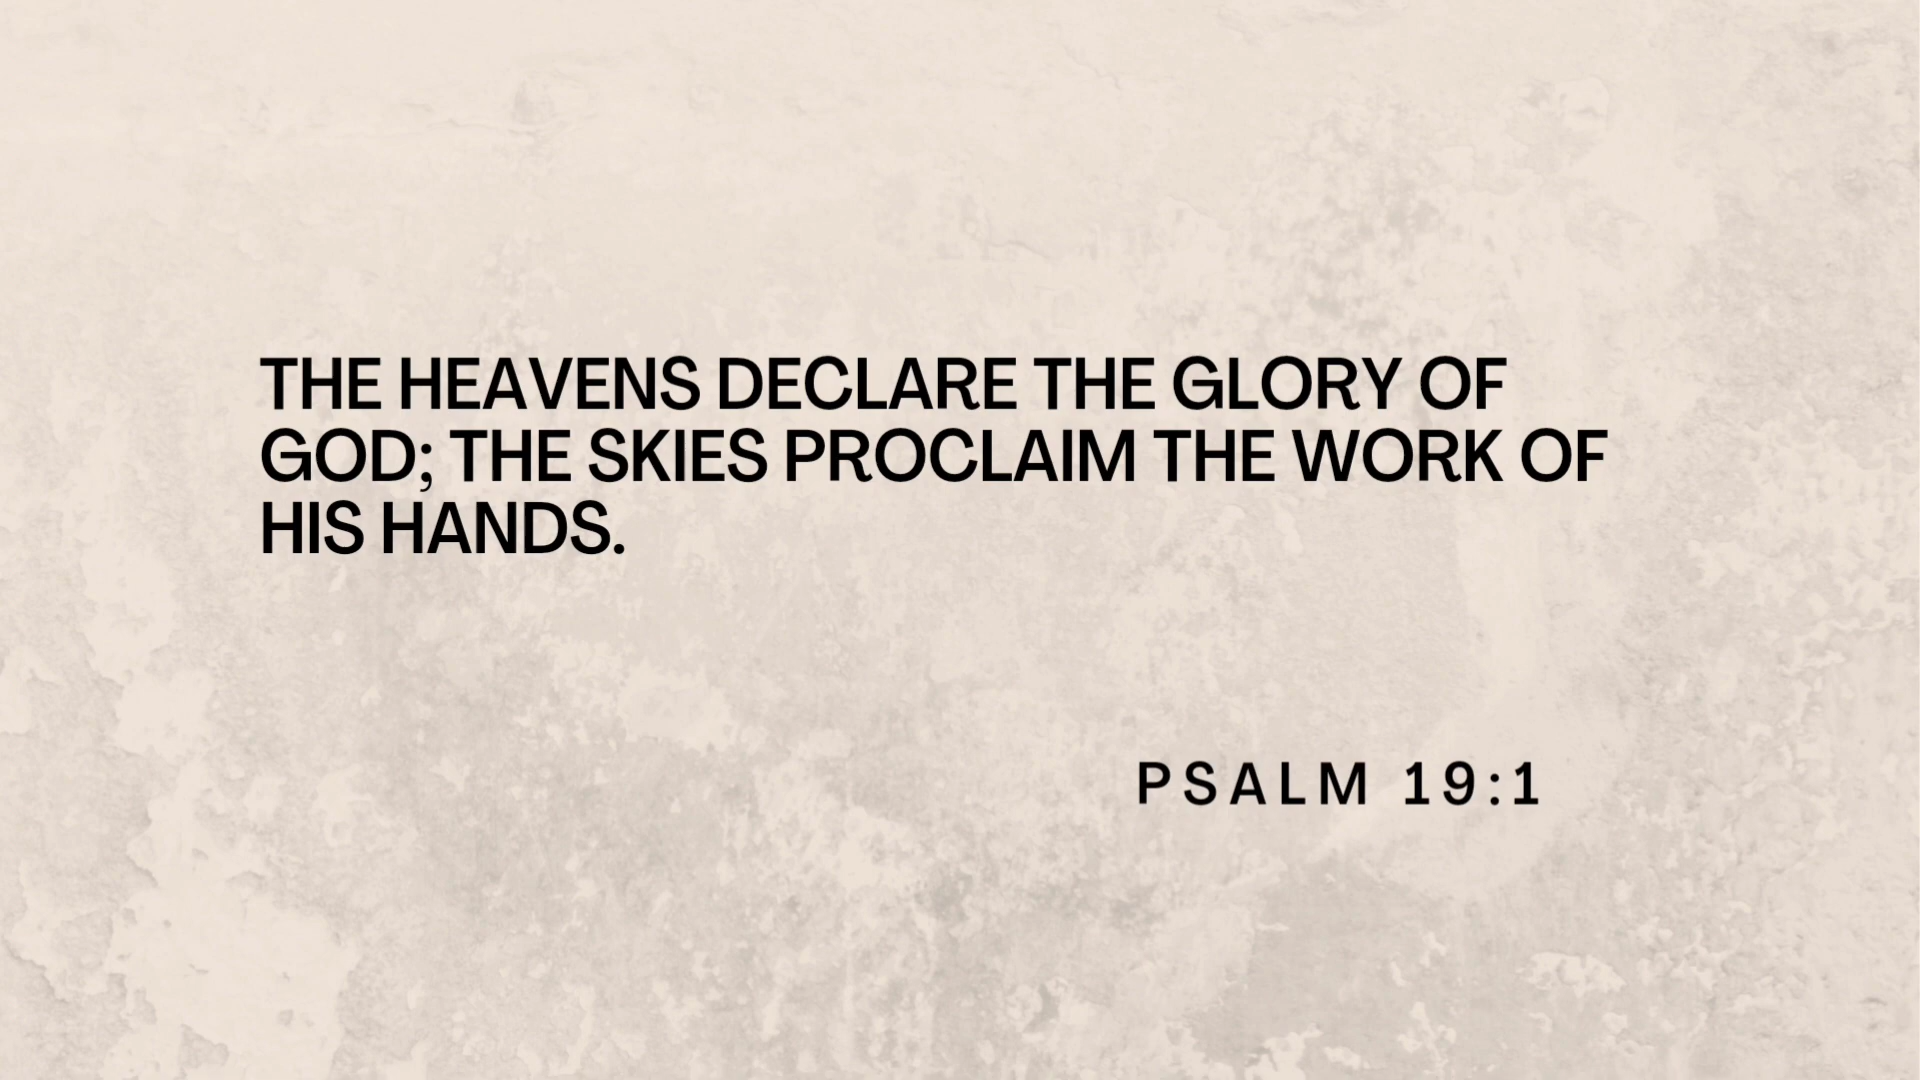 THE HEAVENS DECLARE THE GLORY OF
GOD; THE SKIES PROCLAIM THE WORK OF
HIS HANDS.
PSALM 19:1